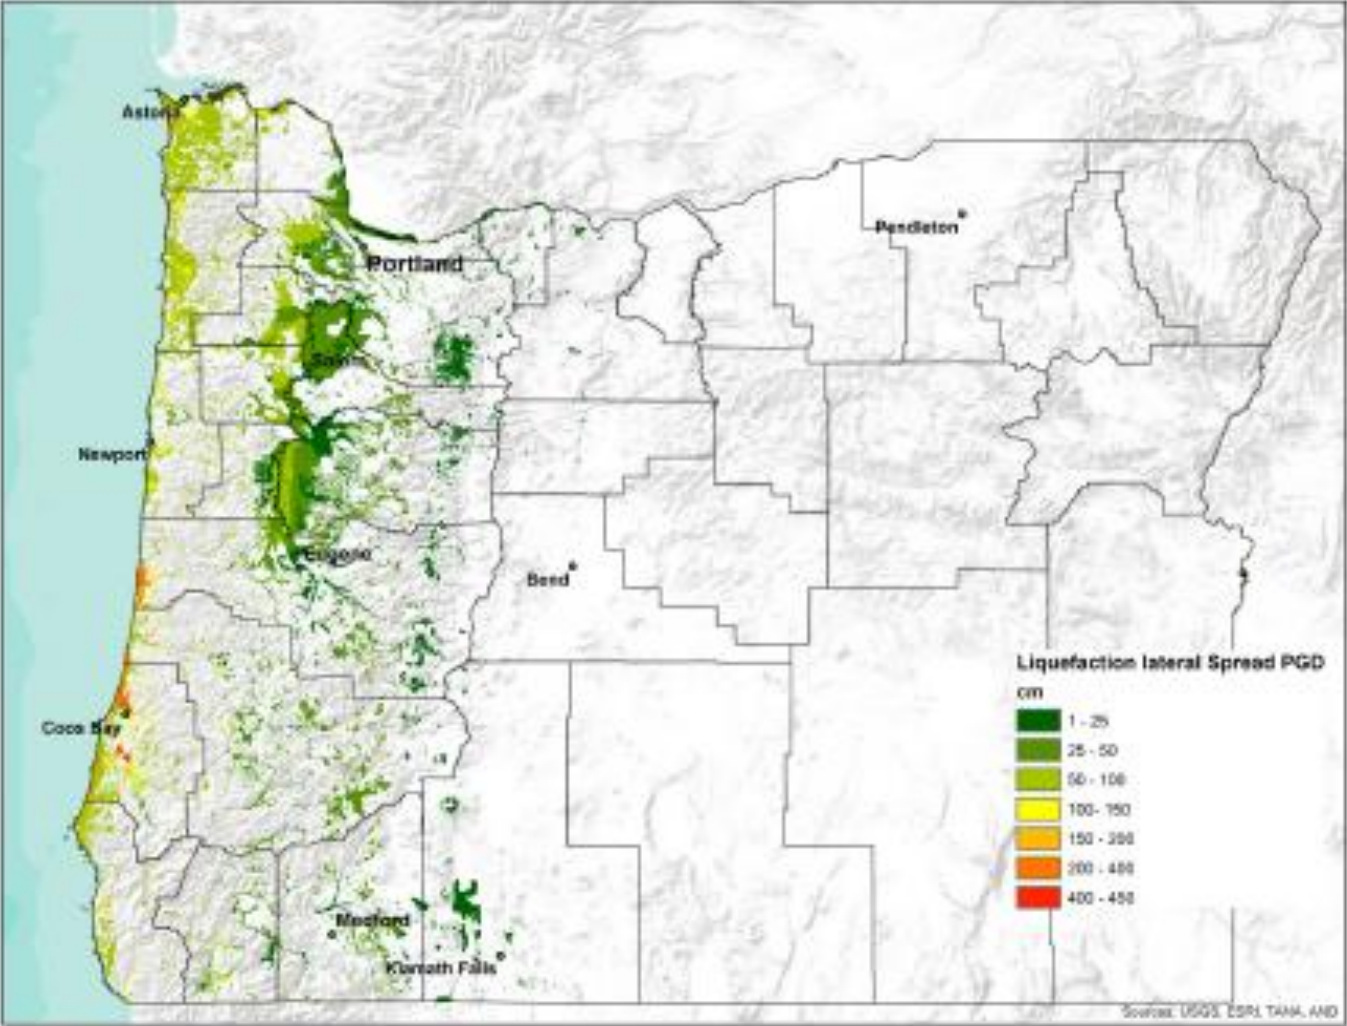 Astoria
Pendleton
Portland
Salem
Newport
Eugene
Bend
Liquefaction lateral Spread PGD
cm
1 - 25
25 - 50
Coos Bay
50 - 100
100- 150
150 - 200
200 - 400
400 - 450
Medford
Klamath Falls
Sources: USGS, ESRI, TANA, AND